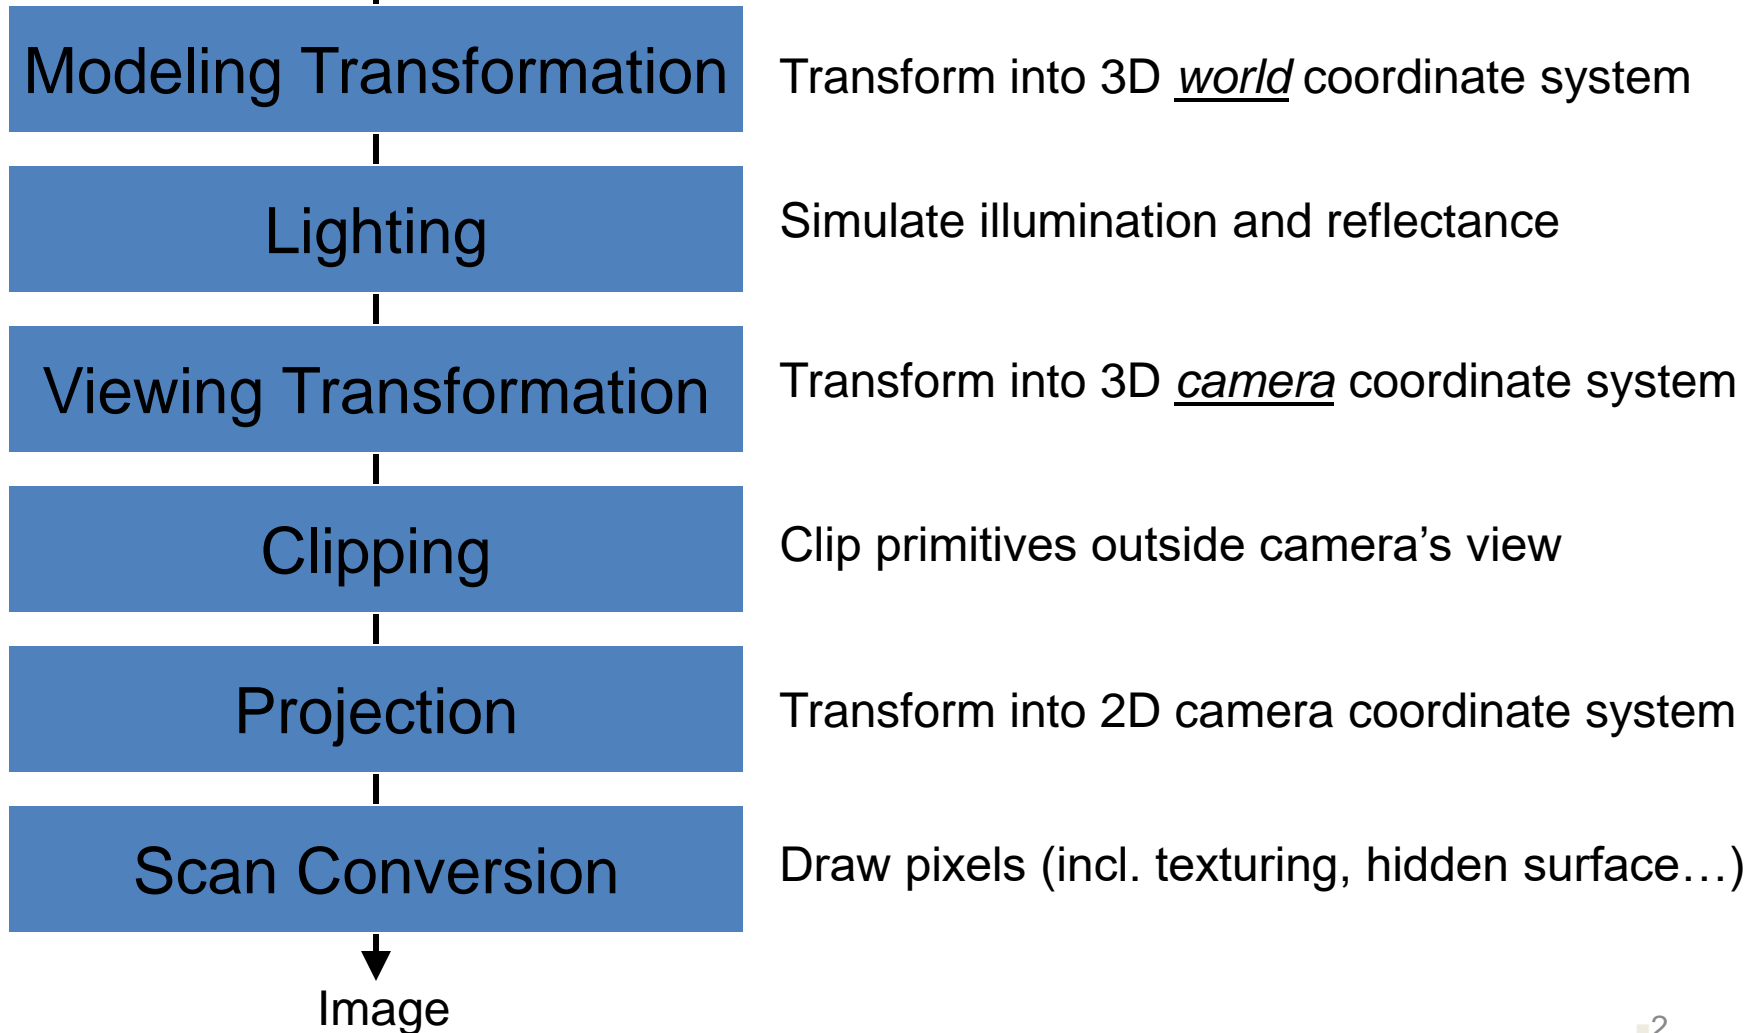 Modeling Transformation
Transform into 3D world coordinate system
Lighting
Simulate illumination and reflectance
Viewing Transformation
Transform into 3D camera coordinate system
Clipping
Clip primitives outside camera’s view
Projection
Transform into 2D camera coordinate system
Scan Conversion
Draw pixels (incl. texturing, hidden surface…)
Image
2